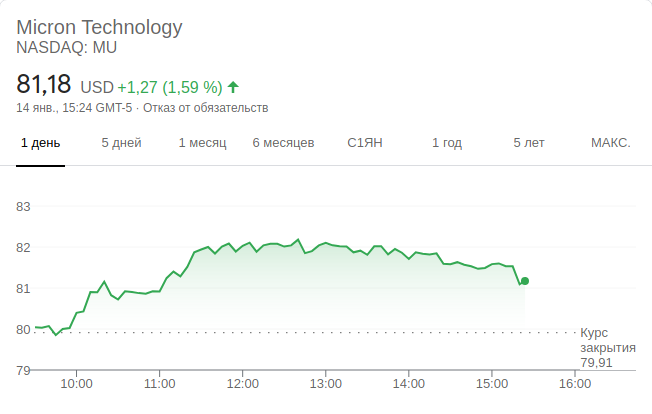 Micron Technology
NASDAQ: MU
81,18 USD +1,27 (1,59 %)
14 янв., 15:24 GMT-5 · Отказ от обязательств
1 день 5 дней 1 месяц 6 месяцев С1ЯН 1 год 5 лет МАКС.
83
82
81
80
79
Курс
закрытия
79,91
10:00 11:00 12:00 13:00 14:00 15:00 16:00